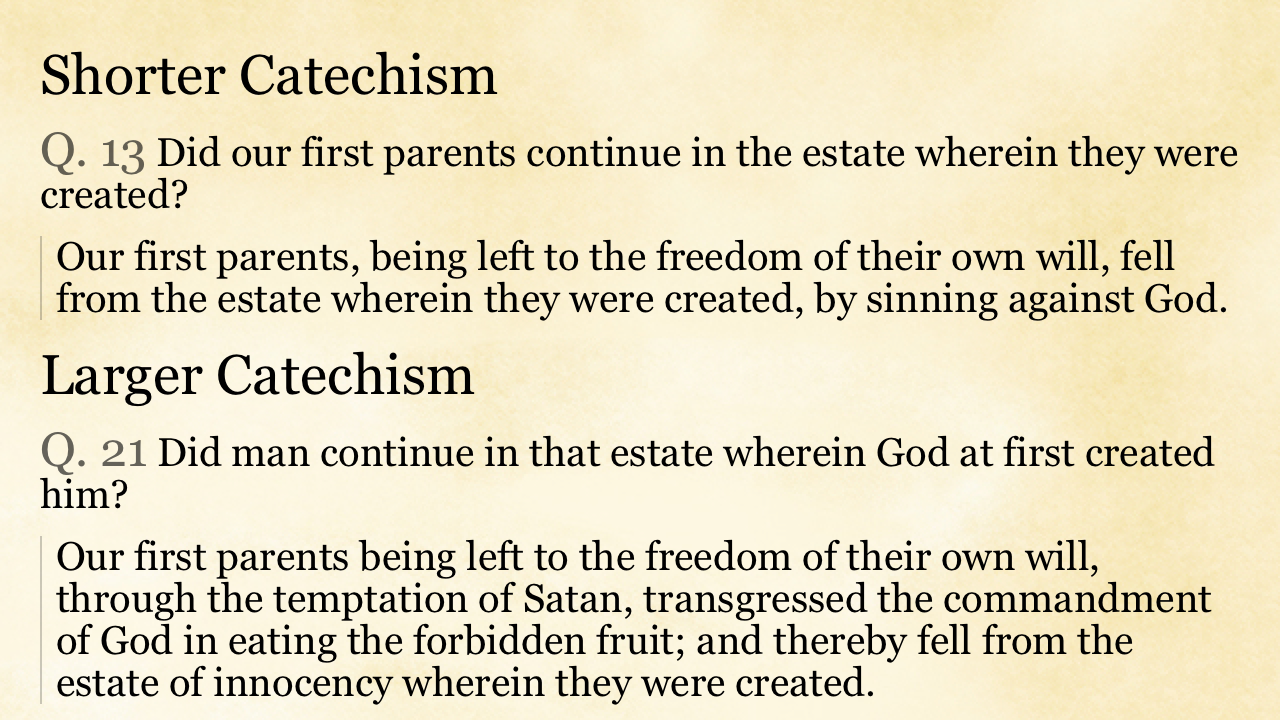 Shorter Catechism
Q. 13 Did our first parents continue in the estate wherein they were
created?
Our first parents, being left to the freedom of their own will, fell
from the estate wherein they were created, by sinning against God.
Larger Catechism
Q. 21 Did man continue in that estate wherein God at first created
him?
Our first parents being left to the freedom of their own will,
through the temptation of Satan, transgressed the commandment
of God in eating the forbidden fruit; and thereby fell from the
estate of innocency wherein they were created.